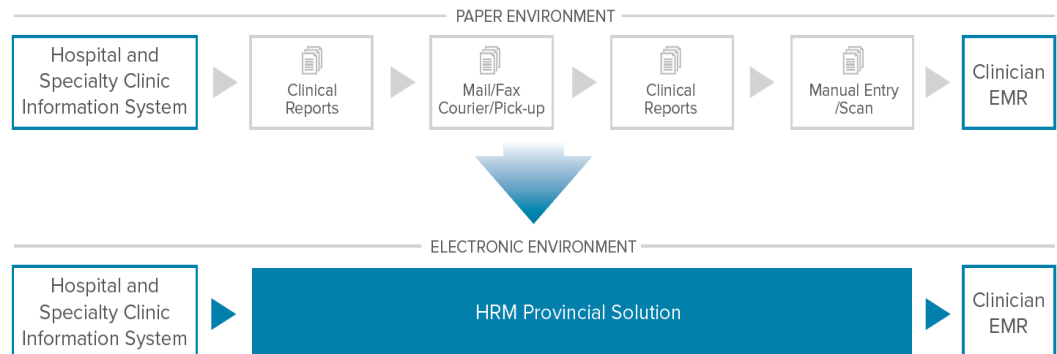 PAPER ENVIRONMENT
Hospital and
Specialty Clinic
Information System
Clinical
Reports
Mail/Fax
Courier/Pick-up
Clinical
Reports
Manual Entry
/Scan
Clinician
EMR
ELECTRONIC ENVIRONMENT
Hospital and
Specialty Clinic
Information System
HRM Provincial Solution
Clinician
EMR